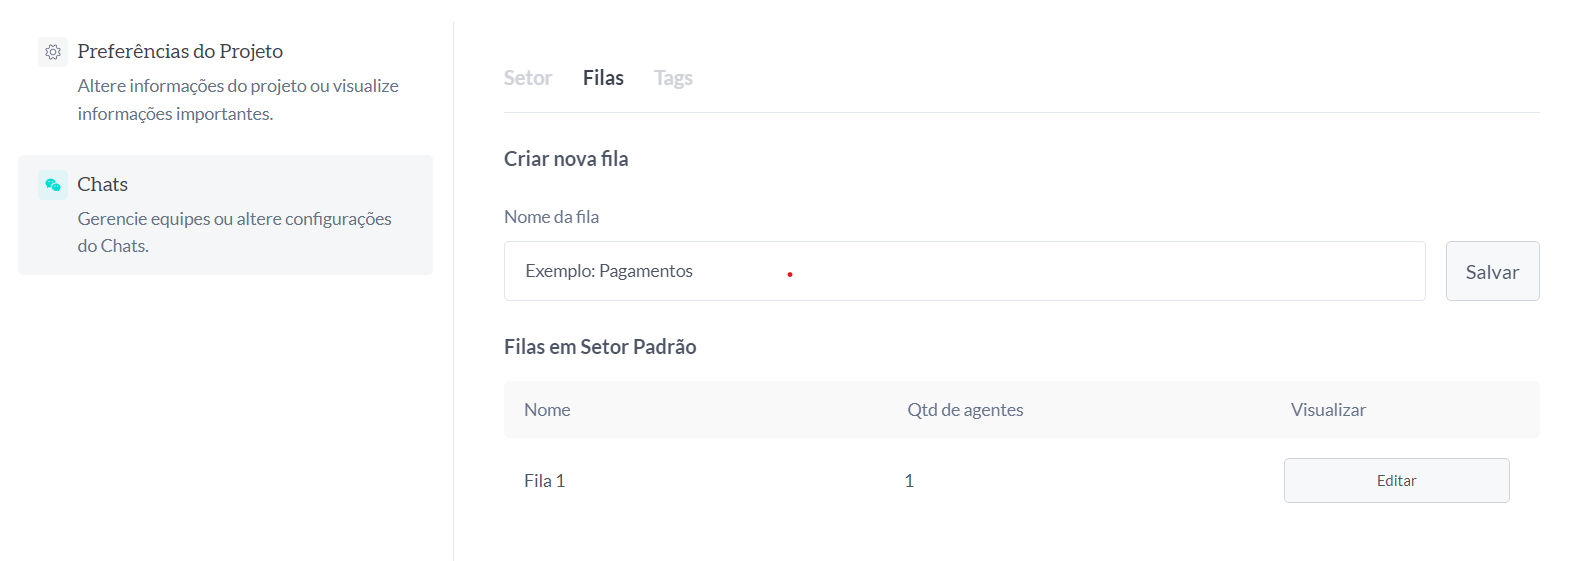 Preferências do Projeto
Altere informações do projeto ou visualize
informações importantes.
Chats
Gerencie equipes ou altere configurações
do Chats.
Setor Filas Tags
Criar nova fila
Nome da fila
Exemplo: Pagamentos
Salvar
Filas em Setor Padrão
Nome Qtd de agentes Visualizar
Fila 1 1 Editar